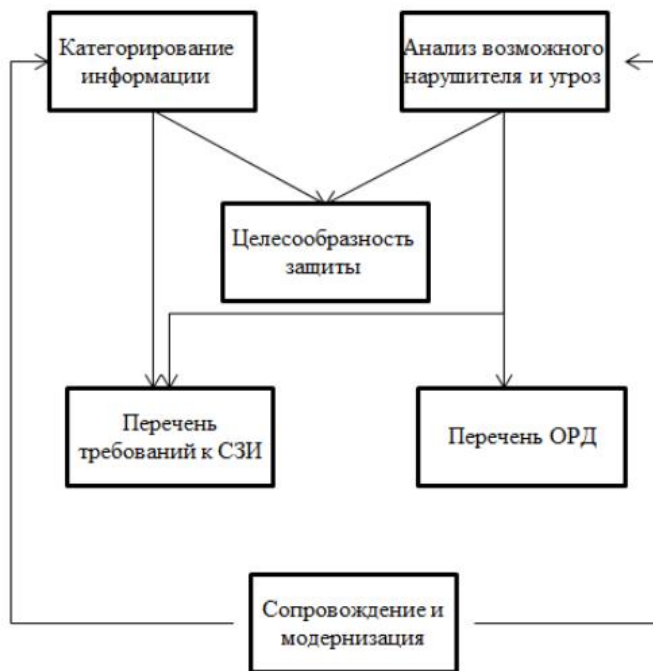 Категорирование
информации
Анализ возможного
нарушителя и угроз
Целесообразность
защиты
Перечень
требований к СЗИ
Перечень ОРД
Сопровождение и
модернизация